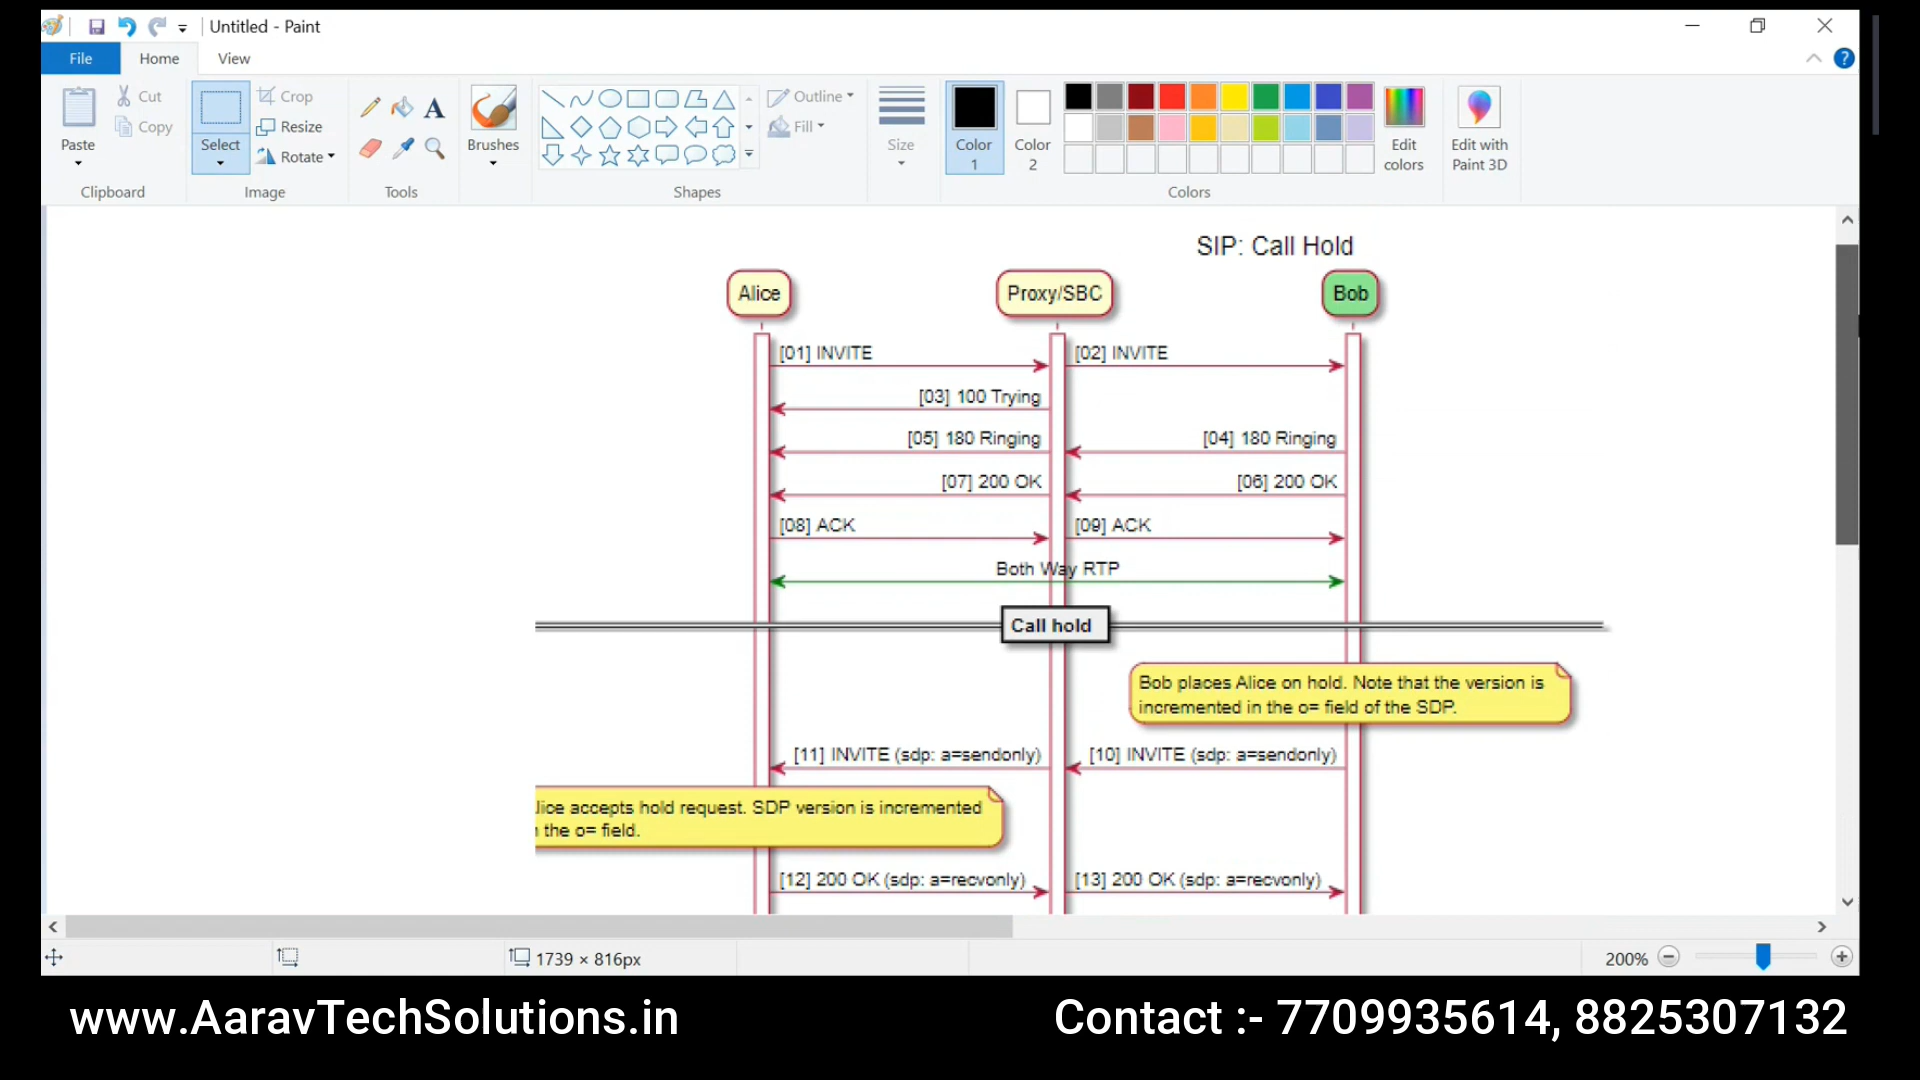 Untitled - Paint
File Home View
Paste
Cut
Copy
Clipboard
Select
Crop
Resize
Rotate
Image
A
Tools
Brushes
Shapes
Outline
Fill
Size
Color 1
Color 2
Colors
Edit colors
Edit with Paint 3D
?
SIP: Call Hold
Alice Proxy/SBC Bob
[01] INVITE [02] INVITE
[03] 100 Trying
[05] 180 Ringing [04] 180 Ringing
[07] 200 OK [06] 200 OK
[08] ACK [09] ACK
Both Way RTP
Call hold
Bob places Alice on hold. Note that the version is
incremented in the o= field of the SDP.
[11] INVITE (sdp: a=sendonly) [10] INVITE (sdp: a=sendonly)
lice accepts hold request. SDP version is incremented
the o= field.
[12] 200 OK (sdp: a=recvonly) [13] 200 OK (sdp: a=recvonly)
1739 × 816px
200%
www.AaravTechSolutions.in Contact :- 7709935614, 8825307132